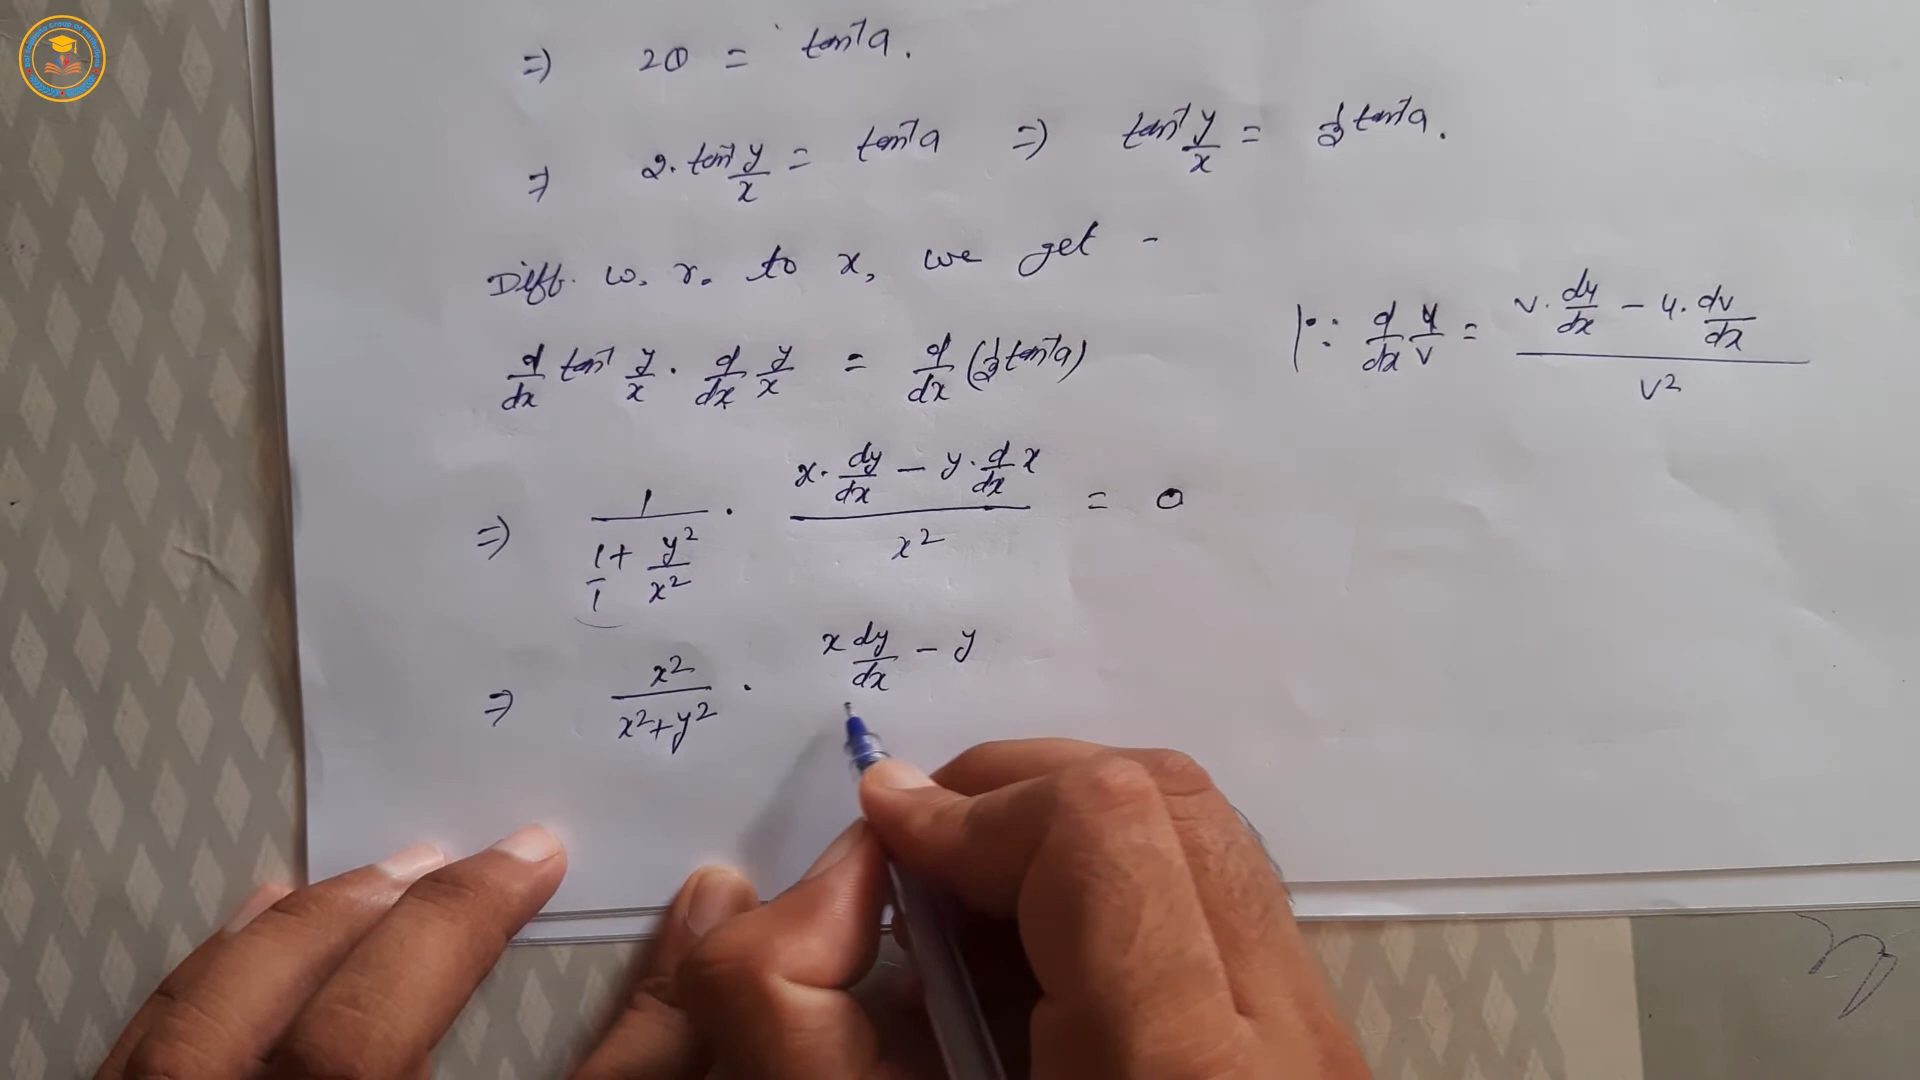 ⇒ 2θ = tan⁻¹a.
⇒ 2. tan⁻¹ y/x = tan⁻¹a ⇒ tan⁻¹ y/x = 1/2 tan⁻¹a.
Diff. w. r. to x, we get -
d/dx tan⁻¹ y/x . d/dx y/x = d/dx (1/2 tan⁻¹a)
|∵ d/dx u/v = (v. du/dx - u. dv/dx)/v²
⇒ 1/(1/1 + y²/x²) . (x. dy/dx - y. d/dx x)/x² = 0
⇒ x²/(x²+y²) . x dy/dx - y